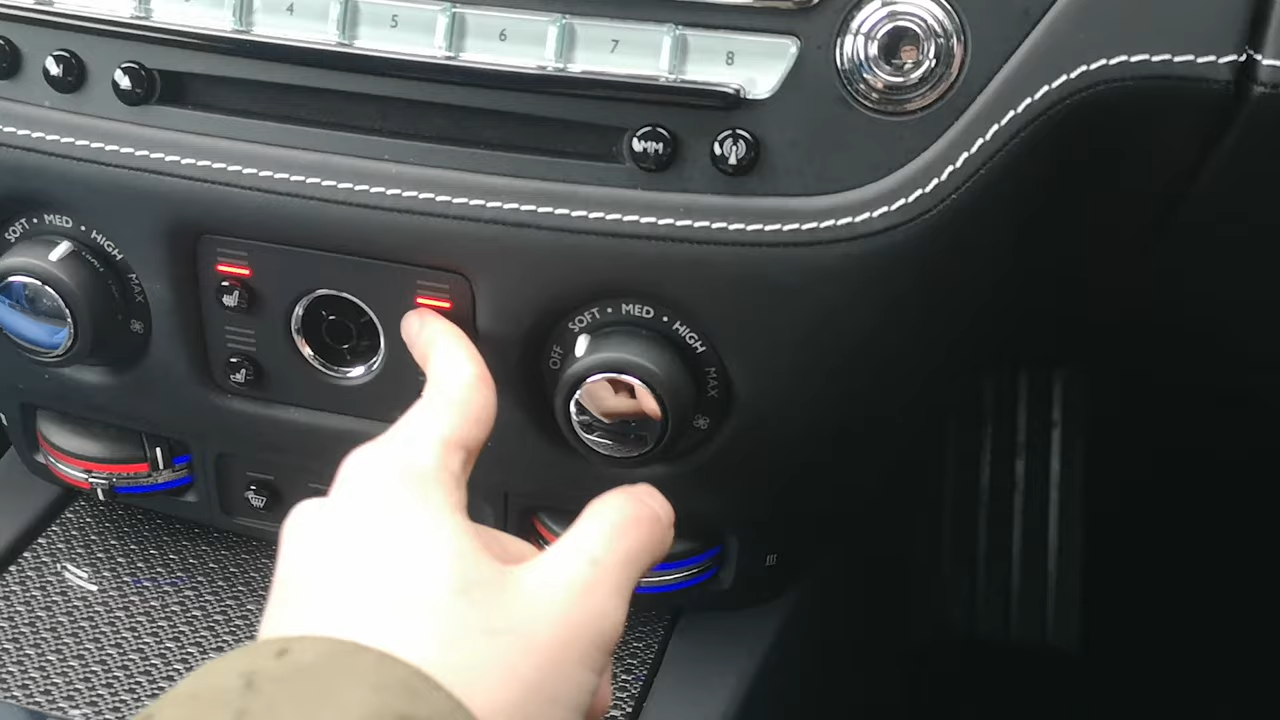 4 5 6 7 8
MM
SOFT • MED • HIGH MAX
OFF SOFT • MED • HIGH MAX